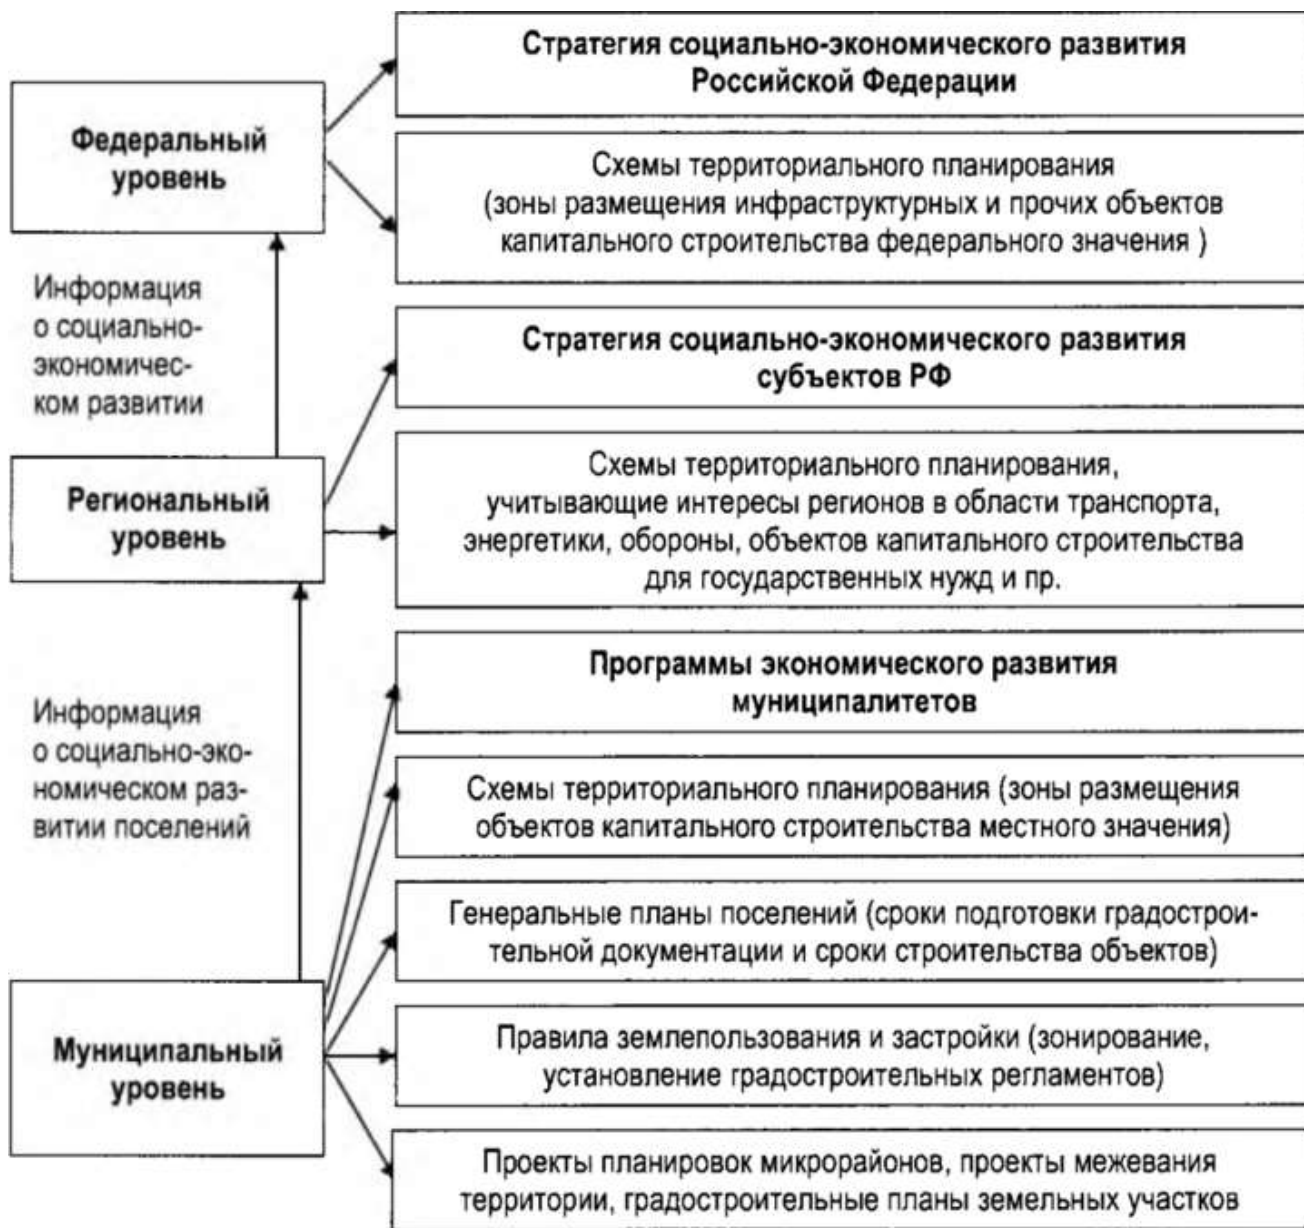 Стратегия социально-экономического развития
Российской Федерации
Федеральный
уровень
Схемы территориального планирования
(зоны размещения инфраструктурных и прочих объектов
капитального строительства федерального значения )
Информация
о социально-
экономичес-
ком развитии
Стратегия социально-экономического развития
субъектов РФ
Региональный
уровень
Схемы территориального планирования,
учитывающие интересы регионов в области транспорта,
энергетики, обороны, объектов капитального строительства
для государственных нужд и пр.
Информация
о социально-эко-
номическом раз-
витии поселений
Программы экономического развития
муниципалитетов
Схемы территориального планирования (зоны размещения
объектов капитального строительства местного значения)
Генеральные планы поселений (сроки подготовки градострои-
тельной документации и сроки строительства объектов)
Муниципальный
уровень
Правила землепользования и застройки (зонирование,
установление градостроительных регламентов)
Проекты планировок микрорайонов, проекты межевания
территории, градостроительные планы земельных участков